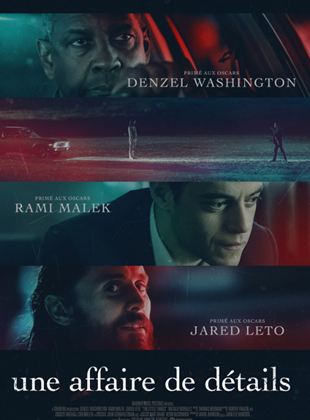 PRIMÉ AUX OSCARS
DENZEL WASHINGTON
PRIMÉ AUX OSCARS
RAMI MALEK
PRIMÉ AUX OSCARS
JARED LETO
une affaire de détails